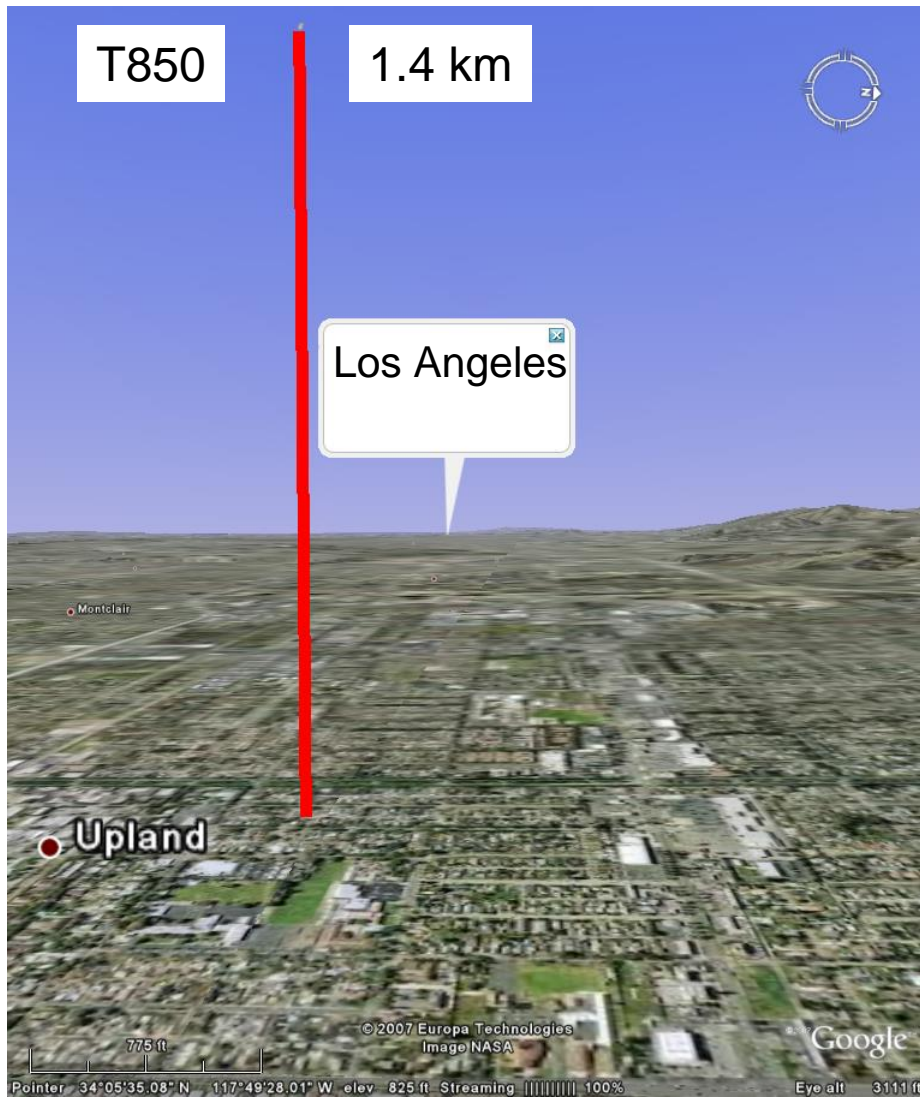 T850
1.4 km
N
Los Angeles
Montclair
Upland
© 2007 Europa Technologies
Image NASA
©2007 Google
775 ft
Pointer 34°05'35.08" N 117°49'28.01" W elev 825 ft Streaming |||||||||| 100% Eye alt 3111 ft